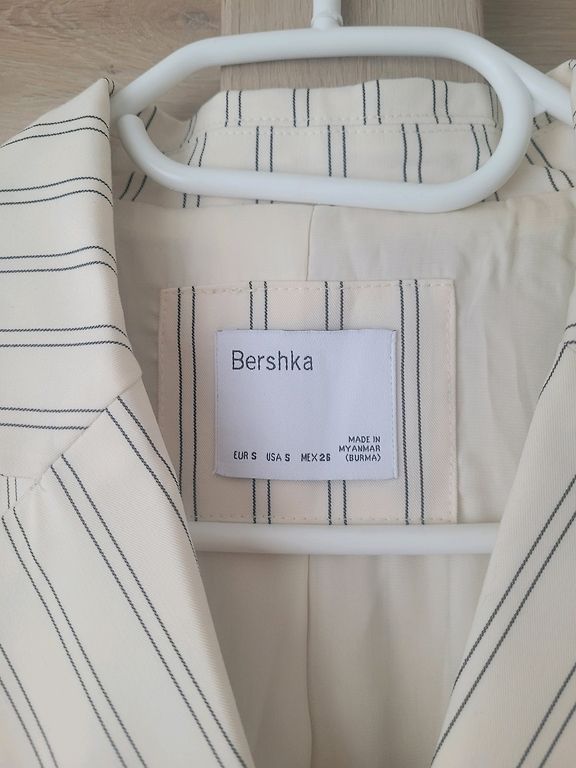 Bershka
MADE IN
MYANMAR
EUR S USA S MEX 26 (BURMA)